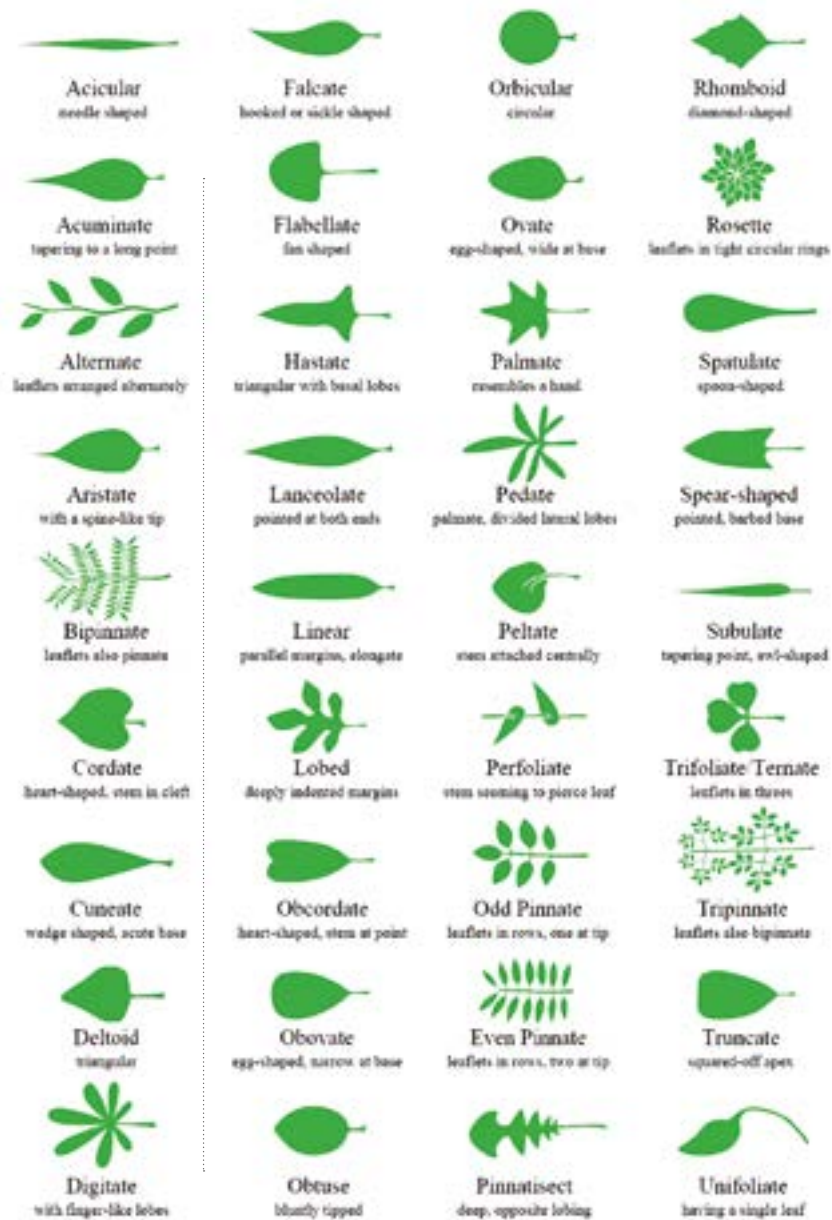 Acicular
needle shaped
Falcate
hooked or sickle shaped
Orbicular
circular
Rhomboid
diamond-shaped
Acuminate
tapering to a long point
Flabellate
fan shaped
Ovate
egg-shaped, wide at base
Rosette
leaflets in tight circular rings
Alternate
leaflets arranged alternately
Hastate
triangular with basal lobes
Palmate
resembles a hand
Spatulate
spoon-shaped
Aristate
with a spine-like tip
Lanceolate
pointed at both ends
Pedate
palmate, divided lateral lobes
Spear-shaped
pointed, barbed base
Bipinnate
leaflets also pinnate
Linear
parallel margins, elongate
Peltate
stem attached centrally
Subulate
tapering point, awl-shaped
Cordate
heart-shaped, stem in cleft
Lobed
deeply indented margins
Perfoliate
stem seeming to pierce leaf
Trifoliate/Ternate
leaflets in threes
Cuneate
wedge shaped, acute base
Obcordate
heart-shaped, stem at point
Odd Pinnate
leaflets in rows, one at tip
Tripinnate
leaflets also bipinnate
Deltoid
triangular
Obovate
egg-shaped, narrow at base
Even Pinnate
leaflets in rows, two at tip
Truncate
squared-off apex
Digitate
with finger-like lobes
Obtuse
bluntly tipped
Pinnatisect
deep, opposite lobing
Unifoliate
having a single leaf